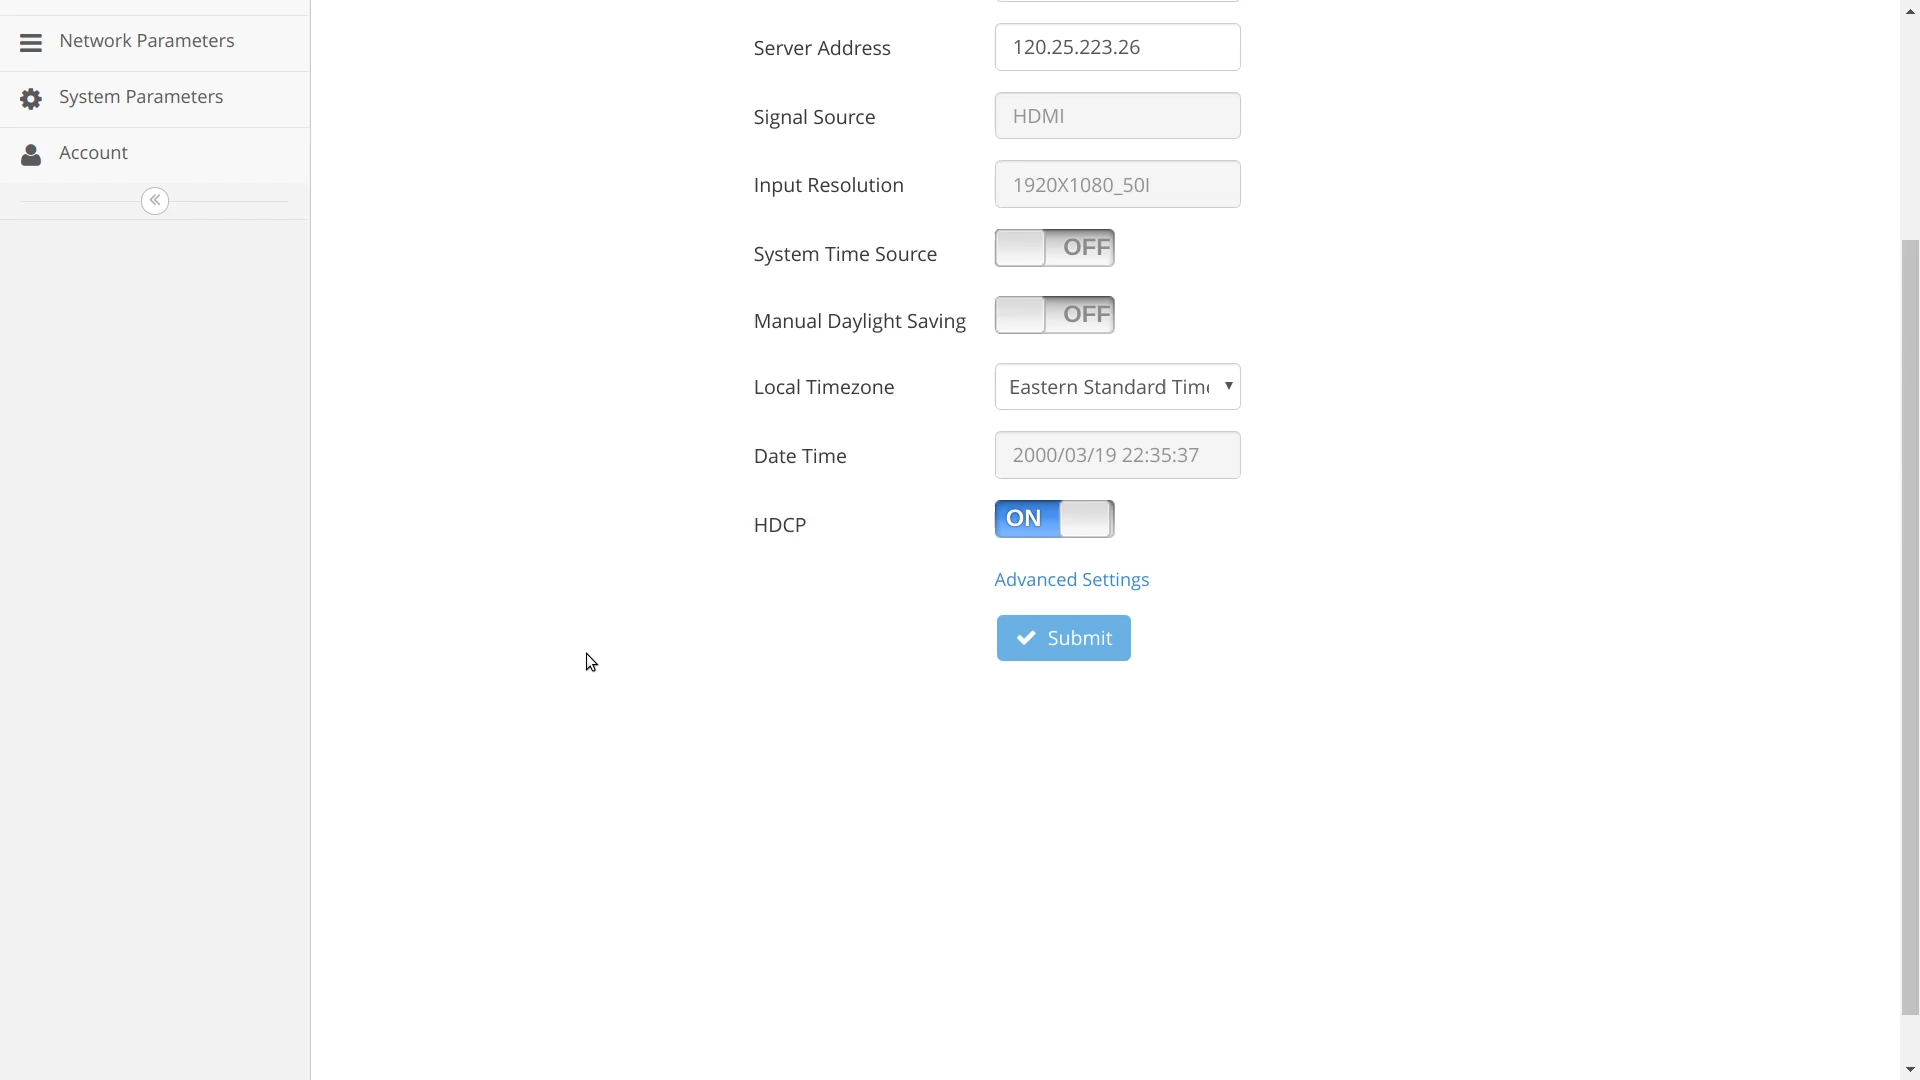 Network Parameters
System Parameters
Account
Server Address 120.25.223.26
Signal Source HDMI
Input Resolution 1920X1080_50I
System Time Source OFF
Manual Daylight Saving OFF
Local Timezone Eastern Standard Time
Date Time 2000/03/19 22:35:37
HDCP ON
Advanced Settings
Submit